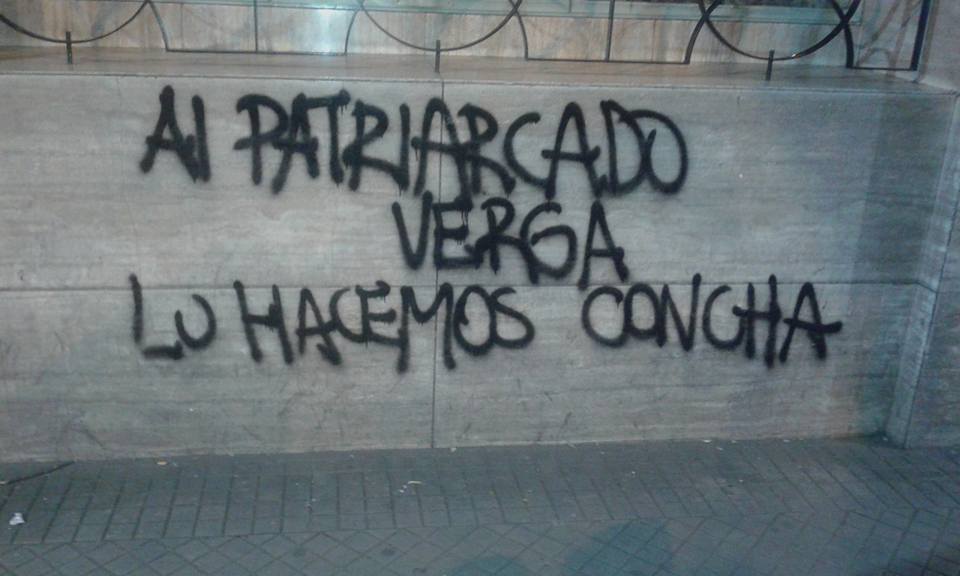 Al PATRIARCADO
VERGA
LO HACEMOS CONCHA